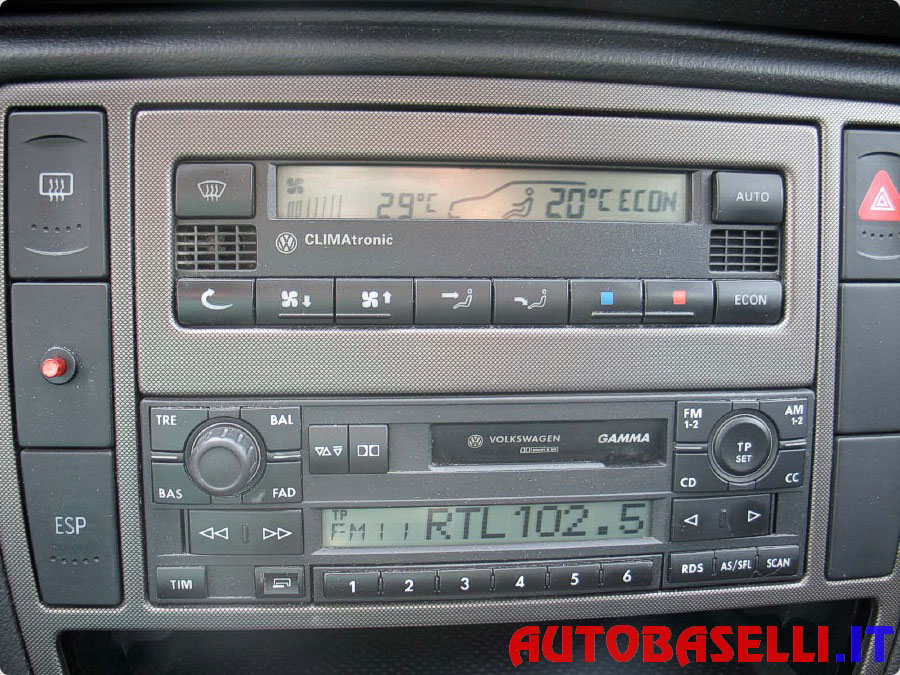 29°C 20°C ECON
AUTO
CLIMAtronic
ECON
TRE BAL
BAS FAD
VOLKSWAGEN GAMMA
FM 1-2
AM 1-2
TP SET
CD CC
ESP
TP
FM11 RTL102.5
TIM
1 2 3 4 5 6
RDS AS/SFL SCAN
AUTOBASELLI.IT